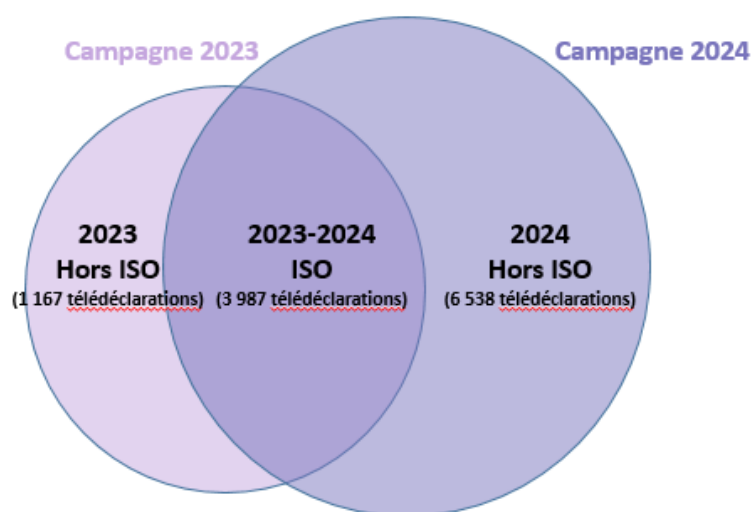 Campagne 2023
Campagne 2024
2023
Hors ISO
(1 167 télédéclarations)
2023-2024
ISO
(3 987 télédéclarations)
2024
Hors ISO
(6 538 télédéclarations)